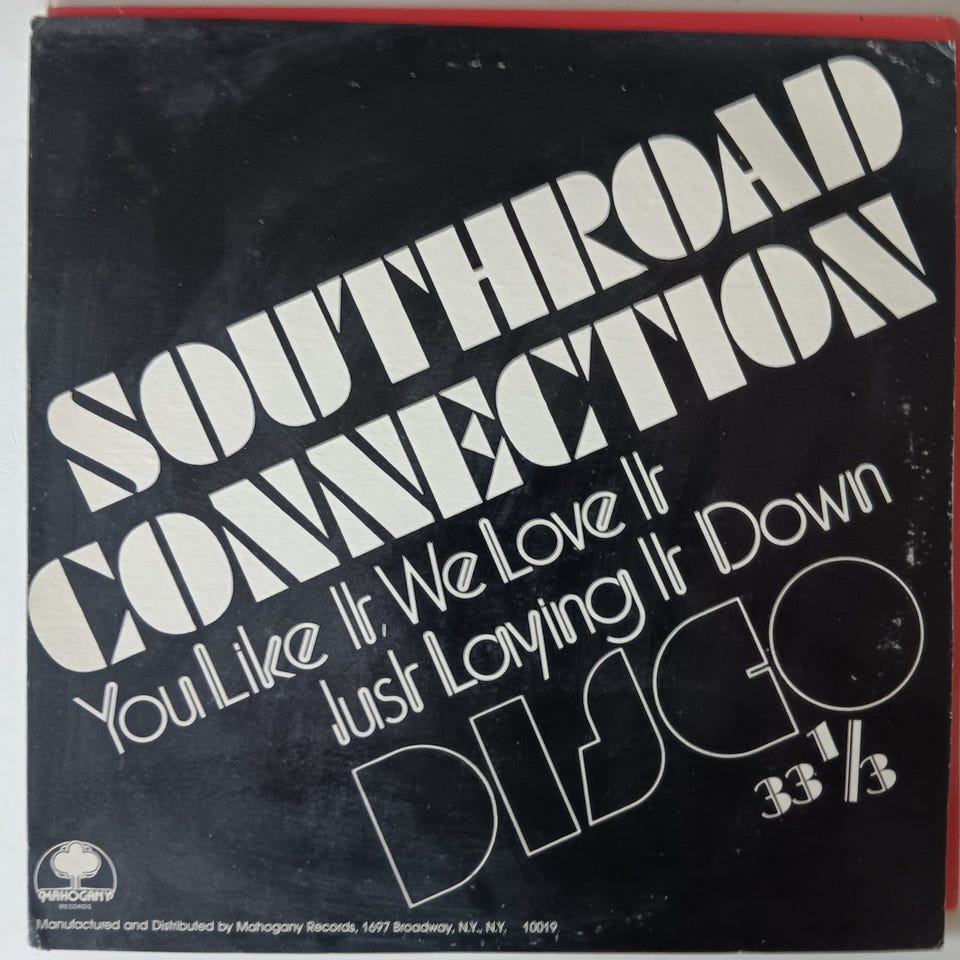 SOUTHROAD
CONNECTION
You Like It, We Love It
Just Laying It Down
DISCO
33 1/3
MAHOGANY
RECORDS
Manufactured and Distributed by Mahogany Records, 1697 Broadway, N.Y., N.Y. 10019